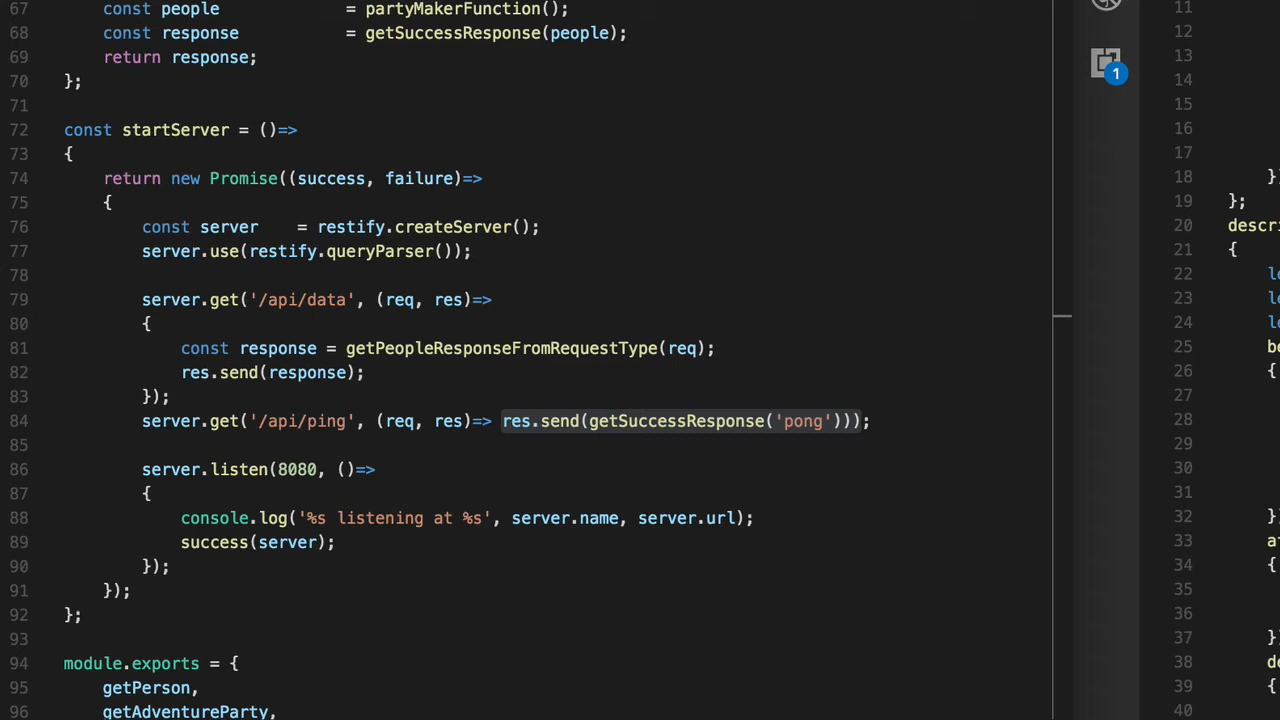 67 const people = partyMakerFunction();
68 const response = getSuccessResponse(people);
69 return response;
70 };
71
72 const startServer = ()=>
73 {
74 return new Promise((success, failure)=>
75 {
76 const server = restify.createServer();
77 server.use(restify.queryParser());
78
79 server.get('/api/data', (req, res)=>
80 {
81 const response = getPeopleResponseFromRequestType(req);
82 res.send(response);
83 });
84 server.get('/api/ping', (req, res)=> res.send(getSuccessResponse('pong')));
85
86 server.listen(8080, ()=>
87 {
88 console.log('%s listening at %s', server.name, server.url);
89 success(server);
90 });
91 });
92 };
93
94 module.exports = {
95 getPerson,
96 getAdventureParty,
1
11
12
13
14
15
16
17
18 })
19 };
20 descri
21 {
22 le
23 le
24 le
25 be
26 {
27
28
29
30
31
32 })
33 a
34 {
35
36
37 })
38 de
39 {
40